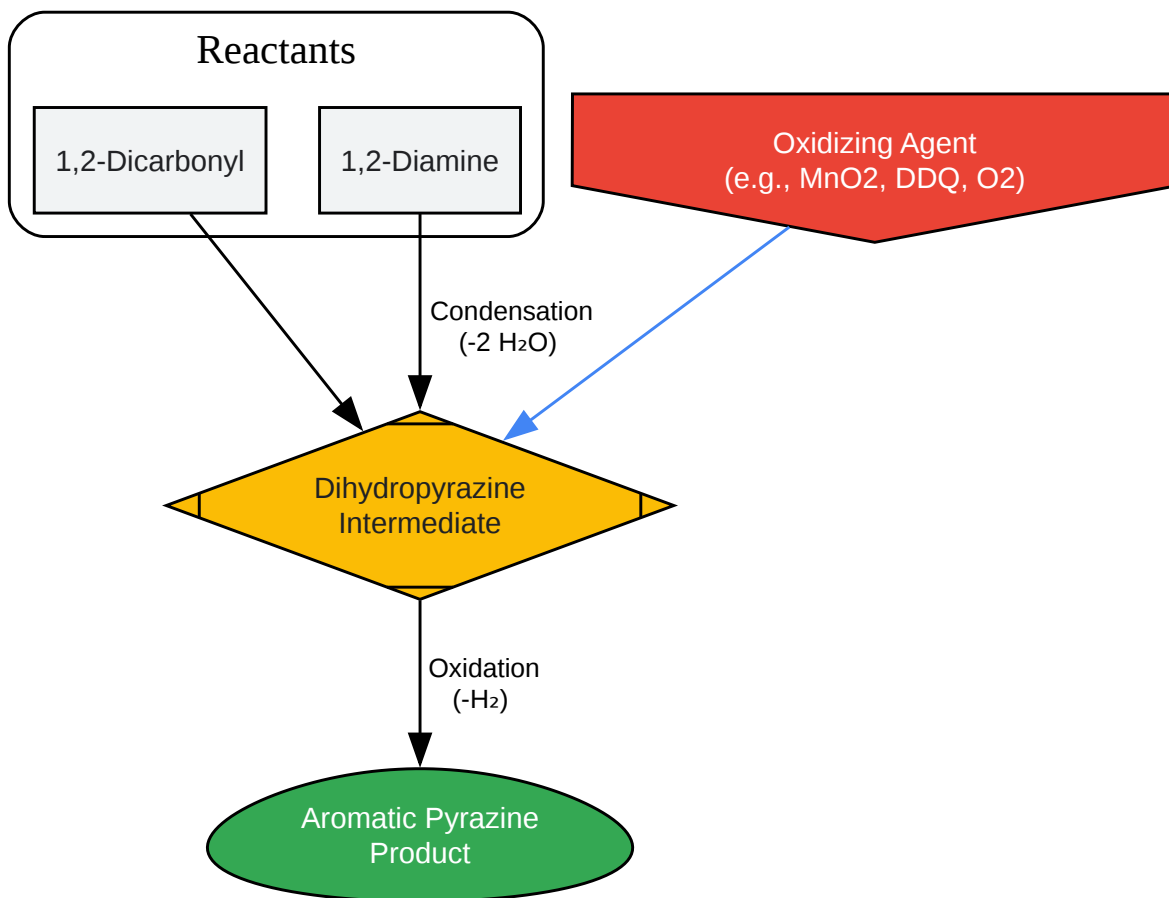 Reactants
1,2-Dicarbonyl
1,2-Diamine
Oxidizing Agent
(e.g., MnO2, DDQ, O2)
Condensation
(-2 H₂O)
Dihydropyrazine
Intermediate
Oxidation
(-H₂)
Aromatic Pyrazine
Product